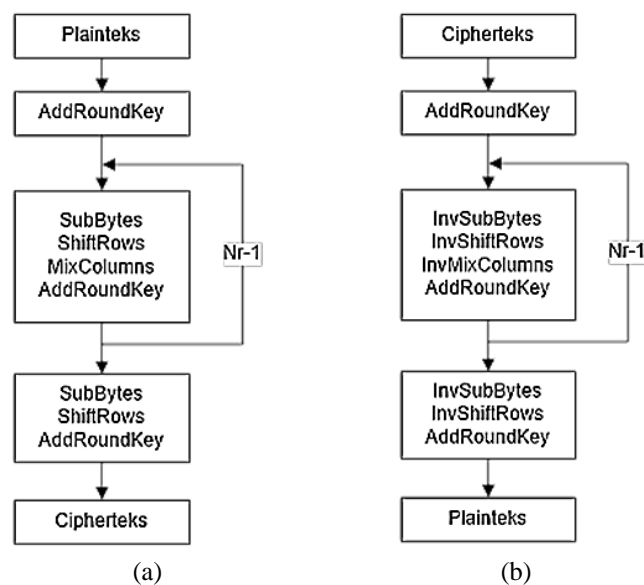 Plainteks
AddRoundKey
SubBytes
ShiftRows
MixColumns
AddRoundKey
Nr-1
SubBytes
ShiftRows
AddRoundKey
Cipherteks
(a)
Cipherteks
AddRoundKey
InvSubBytes
InvShiftRows
InvMixColumns
AddRoundKey
Nr-1
InvSubBytes
InvShiftRows
AddRoundKey
Plainteks
(b)